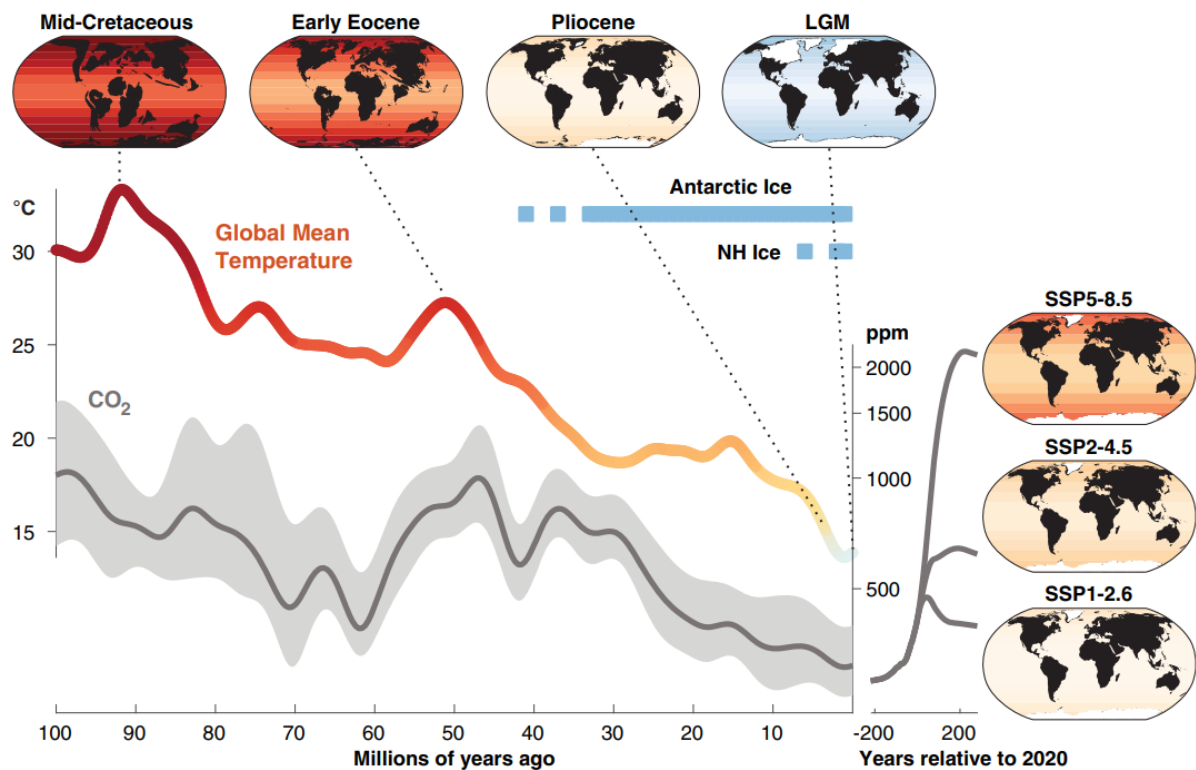 Mid-Cretaceous
Early Eocene
Pliocene
LGM
°C
Antarctic Ice
Global Mean
Temperature
NH Ice
30
25
20
15
CO₂
ppm
2000
1500
1000
500
SSP5-8.5
SSP2-4.5
SSP1-2.6
100 90 80 70 60 50 40 30 20 10
-200 200
Millions of years ago
Years relative to 2020